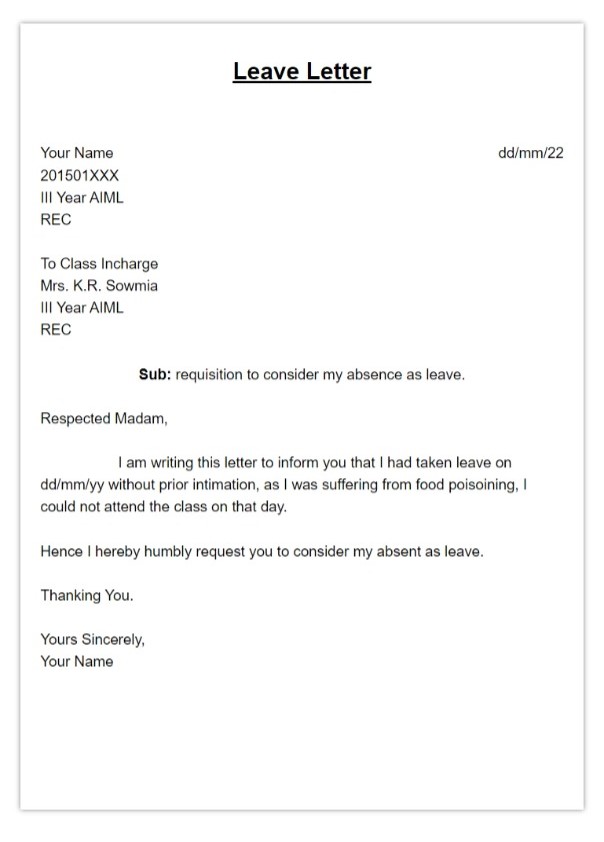 Leave Letter
Your Name dd/mm/22
201501XXX
III Year AIML
REC
To Class Incharge
Mrs. K.R. Sowmia
III Year AIML
REC
Sub: requisition to consider my absence as leave.
Respected Madam,
I am writing this letter to inform you that I had taken leave on
dd/mm/yy without prior intimation, as I was suffering from food poisoining, I
could not attend the class on that day.
Hence I hereby humbly request you to consider my absent as leave.
Thanking You.
Yours Sincerely,
Your Name